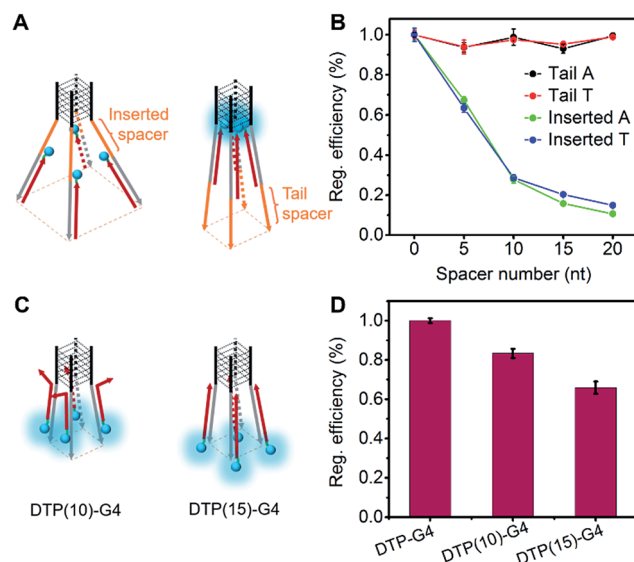 A
Inserted
spacer
Tail
spacer
B
Reg. efficiency (%)
1.0
0.8
0.6
0.4
0.2
0.0
Tail A
Tail T
Inserted A
Inserted T
0 5 10 15 20
Spacer number (nt)
C
DTP(10)-G4
DTP(15)-G4
D
Reg. efficiency (%)
1.0
0.8
0.6
0.4
0.2
0.0
DTP-G4
DTP(10)-G4
DTP(15)-G4